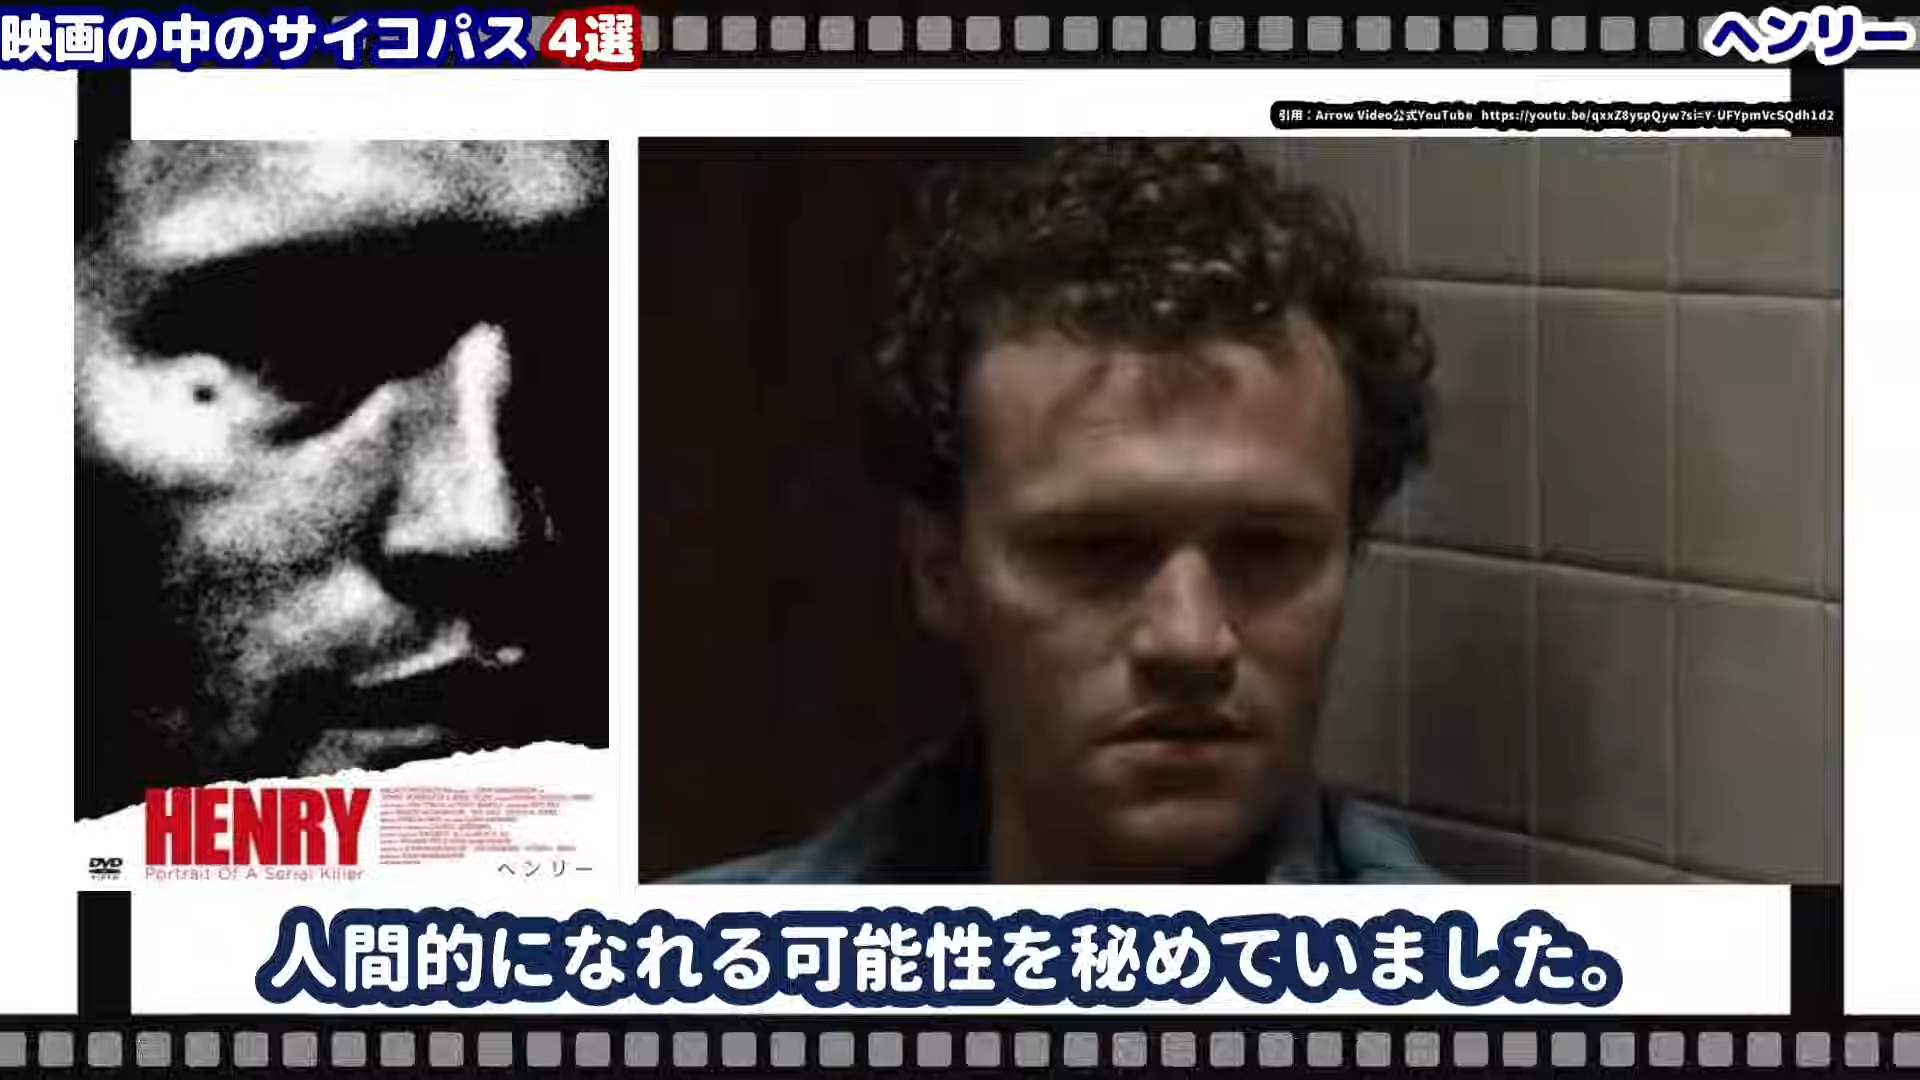 映画の中のサイコパス 4選
ヘンリー
引用：Arrow Video公式YouTube https://youtu.be/qxxZ8yspQyw?si=Y-UFYpmVcSQdh1d2
HENRY
Portrait Of A Serial Killer
DVD
ヘンリー
人間的になれる可能性を秘めていました。